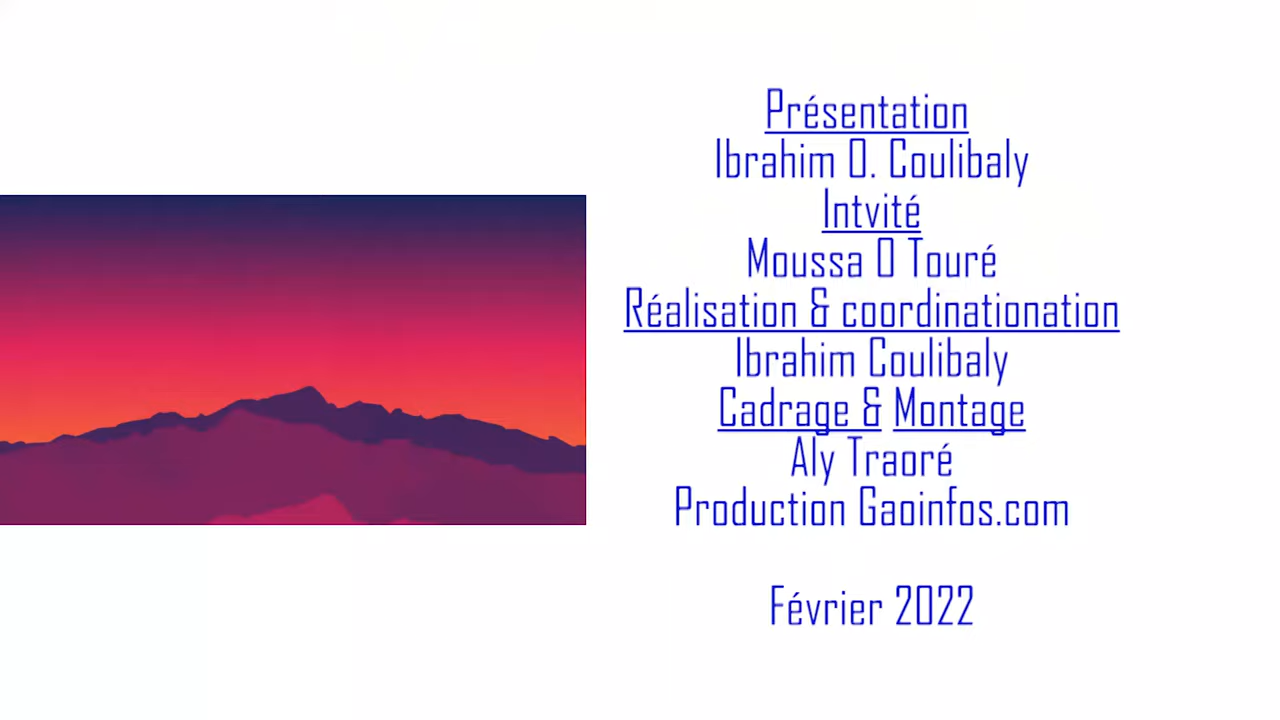 Présentation
Ibrahim O. Coulibaly
Intvité
Moussa O Touré
Réalisation & coordinationation
Ibrahim Coulibaly
Cadrage & Montage
Aly Traoré
Production Gaoinfos.com
Février 2022